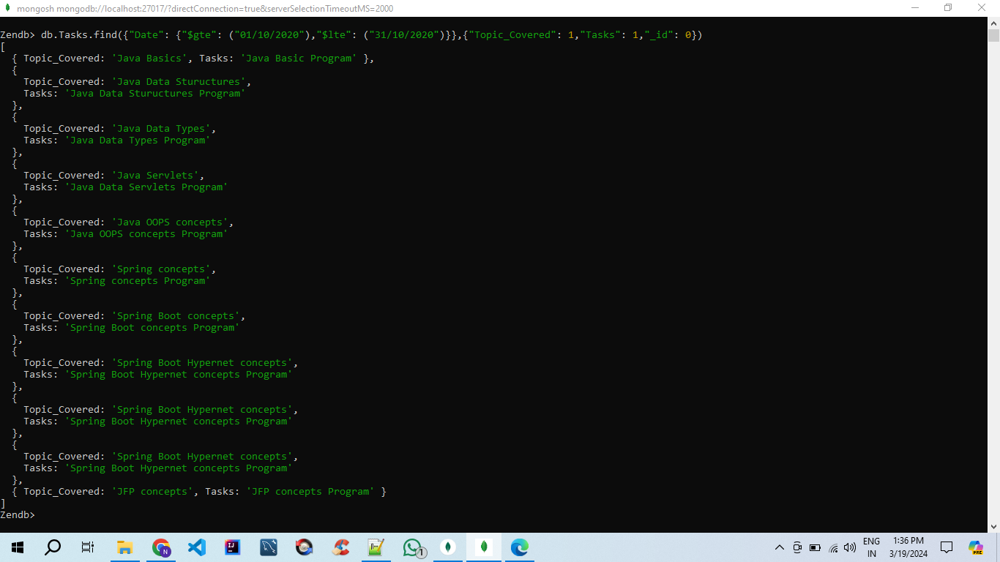 mongosh mongodb://localhost:27017/?directConnection=true&serverSelectionTimeoutMS=2000
Zendb> db.Tasks.find({"Date": {"$gte": ("01/10/2020"),"$lte": ("31/10/2020")}},{"Topic_Covered": 1,"Tasks": 1,"_id": 0})
[
  { Topic_Covered: 'Java Basics', Tasks: 'Java Basic Program' },
  {
    Topic_Covered: 'Java Data Stuructures',
    Tasks: 'Java Data Stuructures Program'
  },
  {
    Topic_Covered: 'Java Data Types',
    Tasks: 'Java Data Types Program'
  },
  {
    Topic_Covered: 'Java Servlets',
    Tasks: 'Java Data Servlets Program'
  },
  {
    Topic_Covered: 'Java OOPS concepts',
    Tasks: 'Java OOPS concepts Program'
  },
  {
    Topic_Covered: 'Spring concepts',
    Tasks: 'Spring concepts Program'
  },
  {
    Topic_Covered: 'Spring Boot concepts',
    Tasks: 'Spring Boot concepts Program'
  },
  {
    Topic_Covered: 'Spring Boot Hypernet concepts',
    Tasks: 'Spring Boot Hypernet concepts Program'
  },
  {
    Topic_Covered: 'Spring Boot Hypernet concepts',
    Tasks: 'Spring Boot Hypernet concepts Program'
  },
  {
    Topic_Covered: 'Spring Boot Hypernet concepts',
    Tasks: 'Spring Boot Hypernet concepts Program'
  },
  { Topic_Covered: 'JFP concepts', Tasks: 'JFP concepts Program' }
]
Zendb>
N
IJ
1
ENG
IN
1:36 PM
3/19/2024
PRE